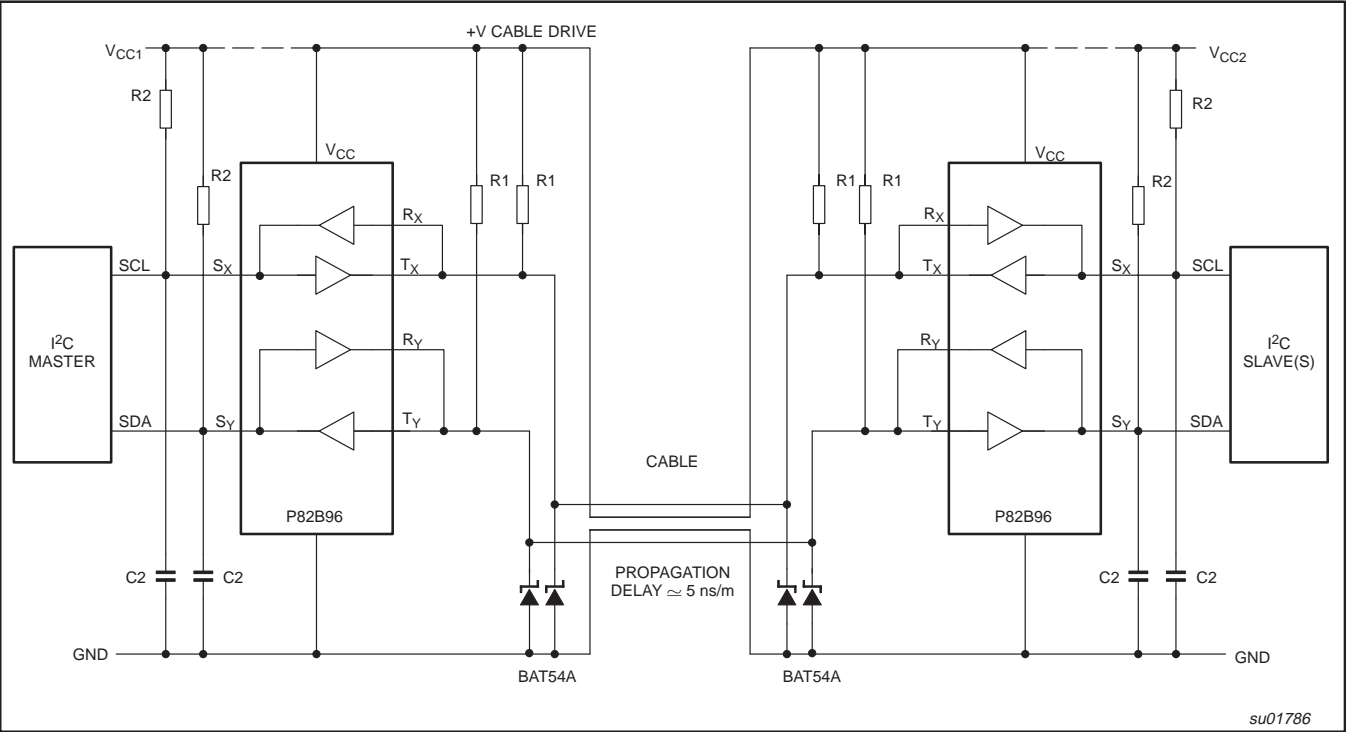 +V CABLE DRIVE
VCC1
VCC2
R2
R2
VCC
VCC
R2
R1
R1
R1
R1
R2
RX
RX
SCL
SX
TX
TX
SX
SCL
I2C
MASTER
RY
RY
I2C
SLAVE(S)
SDA
SY
TY
TY
SY
SDA
CABLE
P82B96
P82B96
C2
C2
PROPAGATION
DELAY ≃ 5 ns/m
C2
C2
GND
GND
BAT54A
BAT54A
su01786